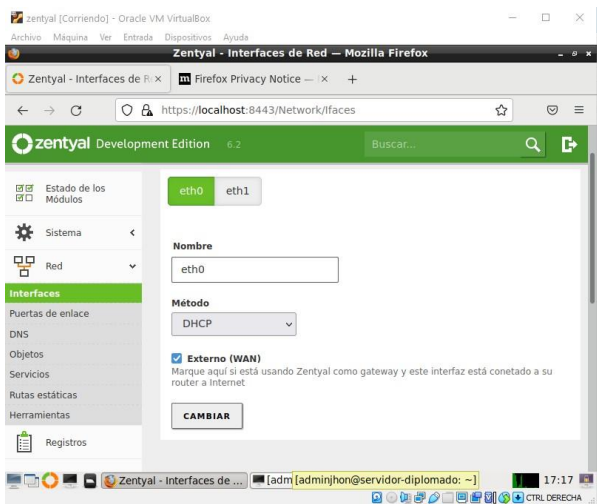 zentyal [Corriendo] - Oracle VM VirtualBox
Archivo Máquina Ver Entrada Dispositivos Ayuda
Zentyal - Interfaces de Red — Mozilla Firefox
Zentyal - Interfaces de R
Firefox Privacy Notice —
https://localhost:8443/Network/Ifaces
zentyal Development Edition 6.2
Buscar...
Estado de los
Módulos
eth0 eth1
Sistema
Nombre
Red
eth0
Interfaces
Método
Puertas de enlace
DHCP
DNS
Objetos
Externo (WAN)
Servicios
Marque aquí si está usando Zentyal como gateway y este interfaz está conetado a su
router a Internet
Rutas estáticas
Herramientas
CAMBIAR
Registros
Zentyal - Interfaces de ... [adm [adminjhon@servidor-diplomado: ~] 17:17
CTRL DERECHA